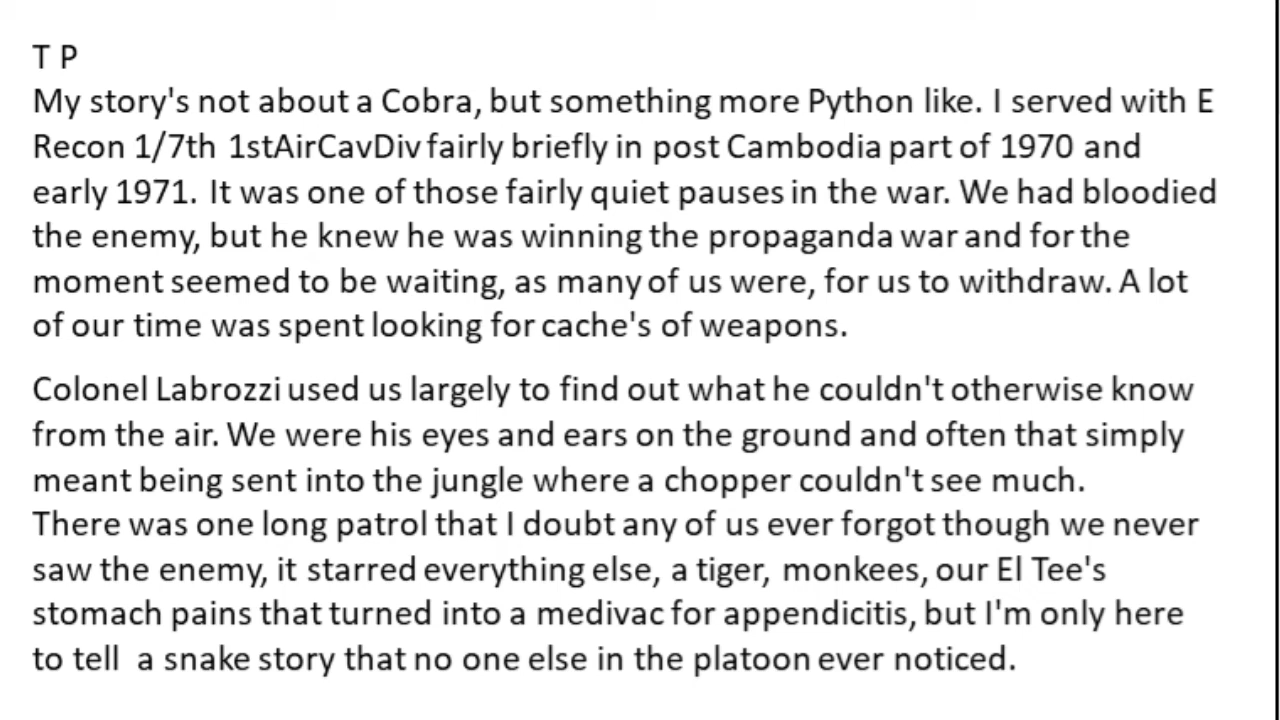 T P
My story's not about a Cobra, but something more Python like. I served with E
Recon 1/7th 1stAirCavDiv fairly briefly in post Cambodia part of 1970 and
early 1971. It was one of those fairly quiet pauses in the war. We had bloodied
the enemy, but he knew he was winning the propaganda war and for the
moment seemed to be waiting, as many of us were, for us to withdraw. A lot
of our time was spent looking for cache's of weapons.
Colonel Labrozzi used us largely to find out what he couldn't otherwise know
from the air. We were his eyes and ears on the ground and often that simply
meant being sent into the jungle where a chopper couldn't see much.
There was one long patrol that I doubt any of us ever forgot though we never
saw the enemy, it starred everything else, a tiger, monkees, our El Tee's
stomach pains that turned into a medivac for appendicitis, but I'm only here
to tell  a snake story that no one else in the platoon ever noticed.